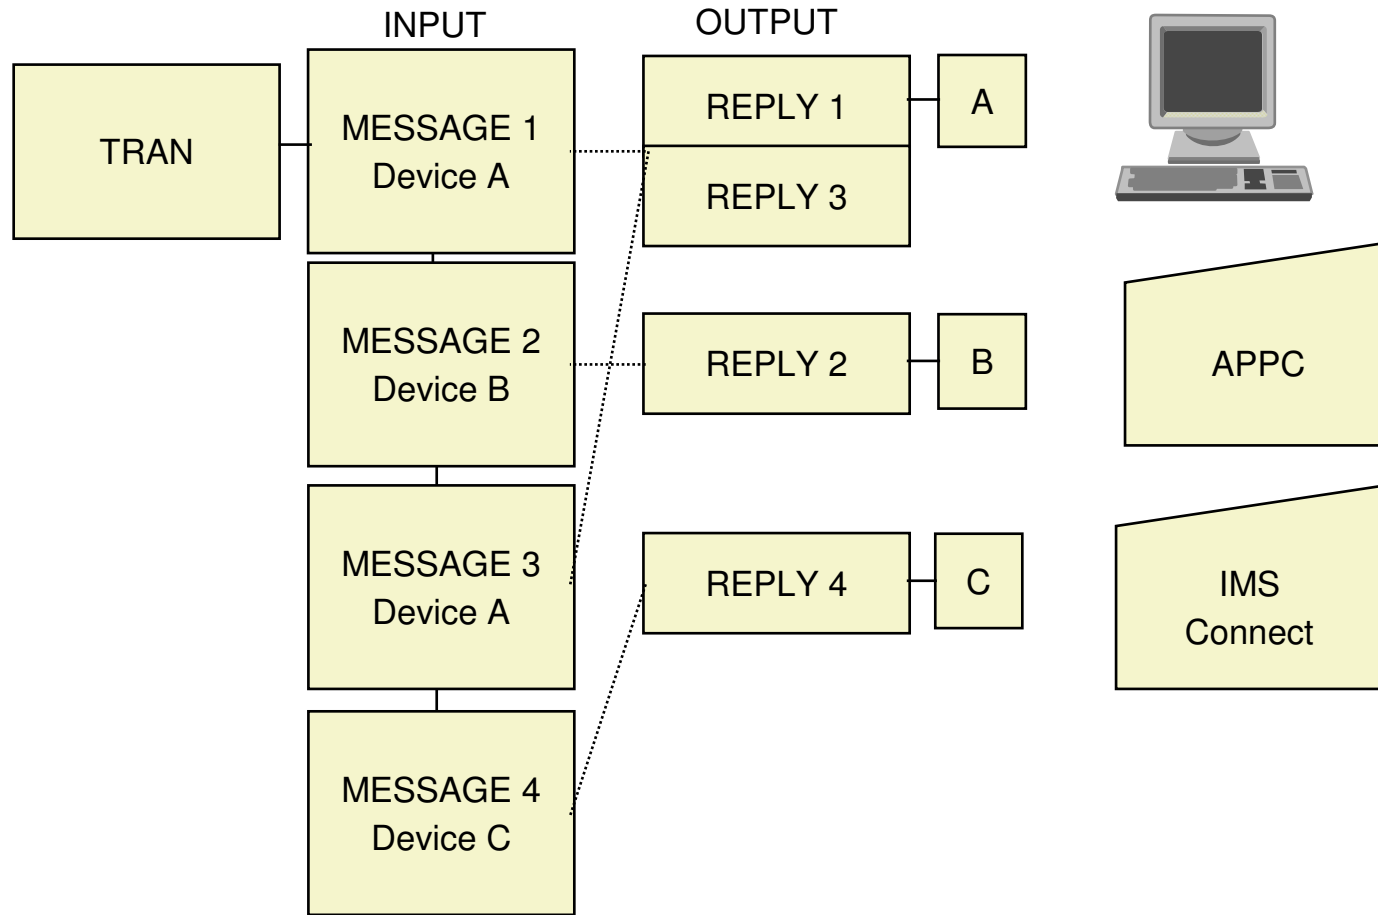 INPUT
OUTPUT
TRAN
MESSAGE 1
Device A
REPLY 1
A
REPLY 3
MESSAGE 2
Device B
REPLY 2
B
APPC
MESSAGE 3
Device A
REPLY 4
C
IMS
Connect
MESSAGE 4
Device C